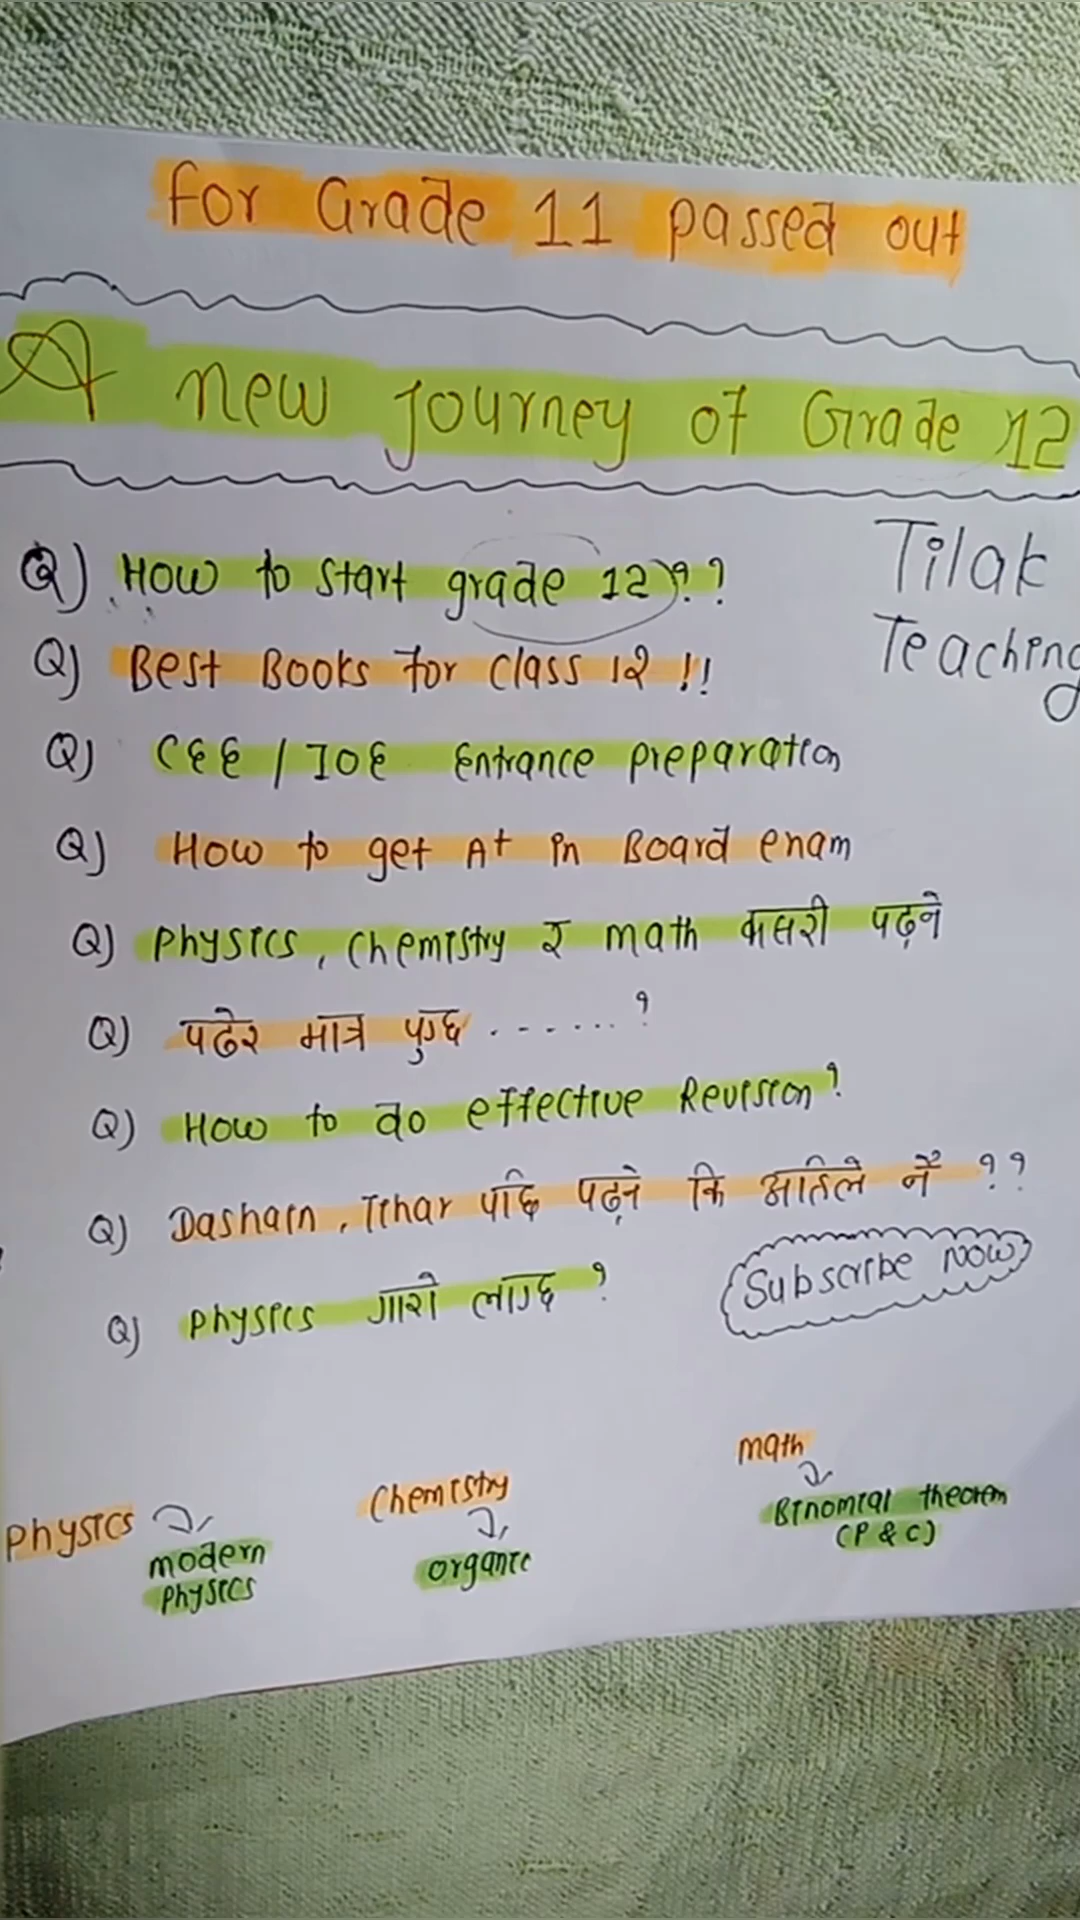 For Grade 11 passed out
A new journey of Grade 12
Tilak
Teaching
Q) How to start grade 12 ??
Q) Best Books for class 12 !!
Q) CEE / IOE Entrance preparation
Q) How to get A+ in Board enam
Q) Physics, Chemistry र math कसरी पढ्ने
Q) पढेर मात्र पुग्छ .......?
Q) How to do effective Revision?
Q) Dashain, Tihar पछि पढ्ने कि अहिले नै ??
Q) Physics गारो लाग्छ ?
Subscribe Now
Physics
modern
physics
Chemistry
organic
math
Binomial theorem
(P & C)